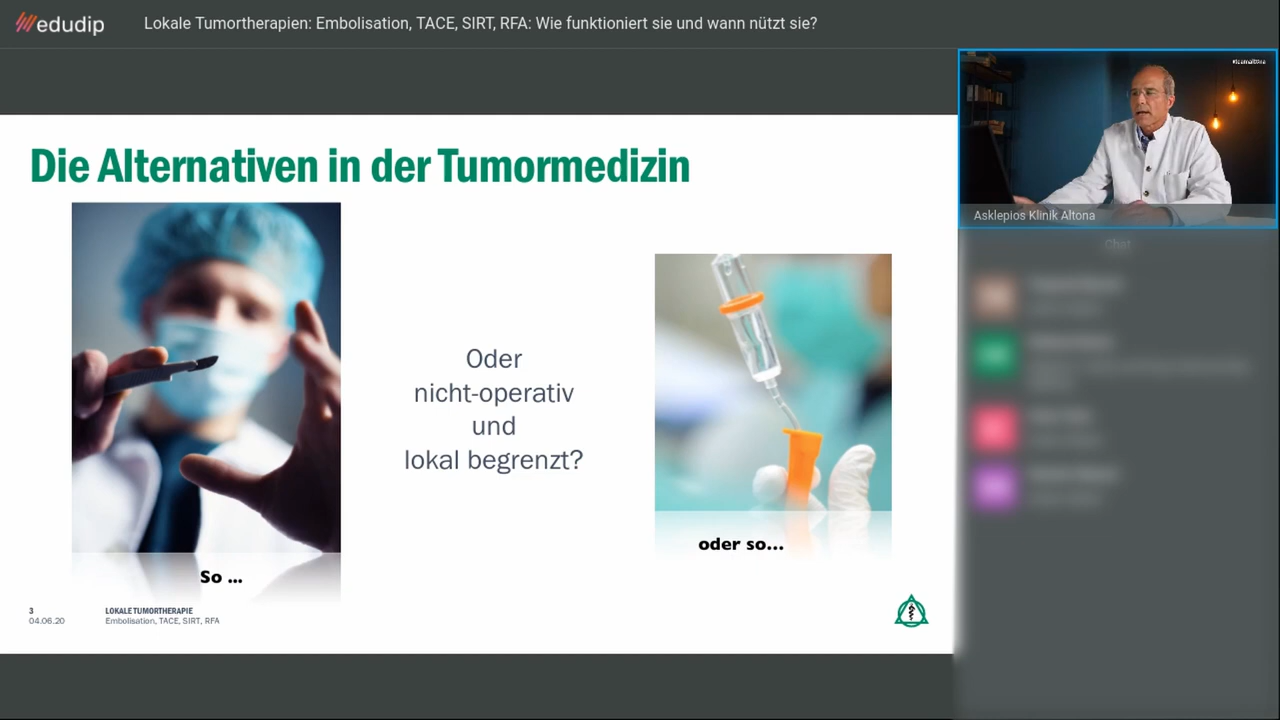 edudip
Lokale Tumortherapien: Embolisation, TACE, SIRT, RFA: Wie funktioniert sie und wann nützt sie?
Die Alternativen in der Tumormedizin
Oder
nicht-operativ
und
lokal begrenzt?
So ...
oder so...
3
04.06.20
LOKALE TUMORTHERAPIE
Embolisation, TACE, SIRT, RFA
Asklepios Klinik Altona
Chat